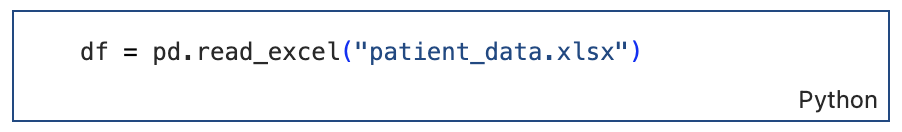 df = pd.read_excel("patient_data.xlsx")
Python